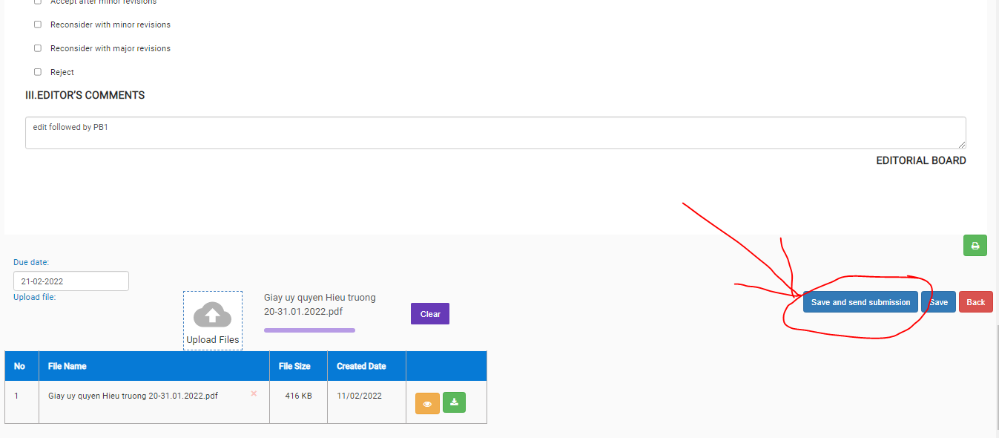 Accept after minor revisions
Reconsider with minor revisions
Reconsider with major revisions
Reject
III.EDITOR'S COMMENTS
edit followed by PB1
EDITORIAL BOARD
Due date:
21-02-2022
Upload file:
Upload Files
Giay uy quyen Hieu truong
20-31.01.2022.pdf
Clear
Save and send submission
Save
Back
No File Name File Size Created Date
1 Giay uy quyen Hieu truong 20-31.01.2022.pdf 416 KB 11/02/2022